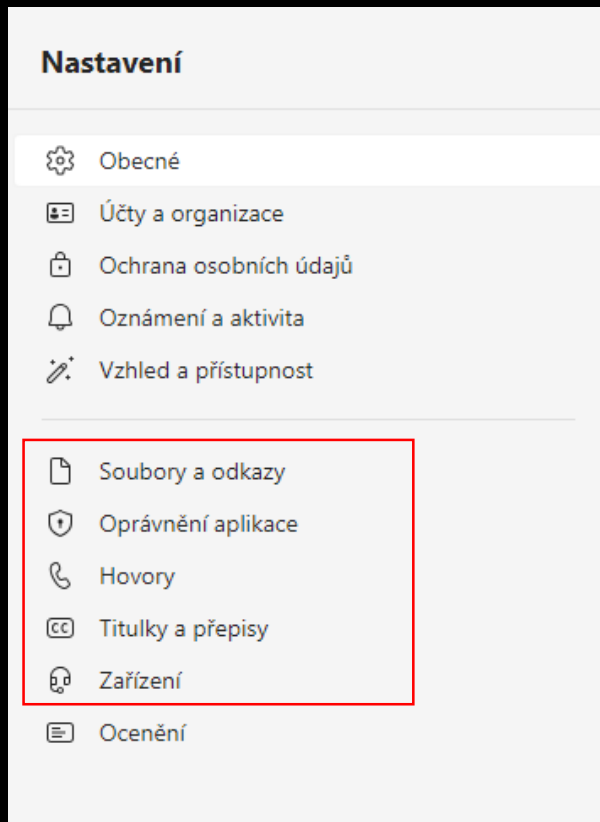 Nastavení
Obecné
Účty a organizace
Ochrana osobních údajů
Oznámení a aktivita
Vzhled a přístupnost
Soubory a odkazy
Oprávnění aplikace
Hovory
CC Titulky a přepisy
Zařízení
Ocenění